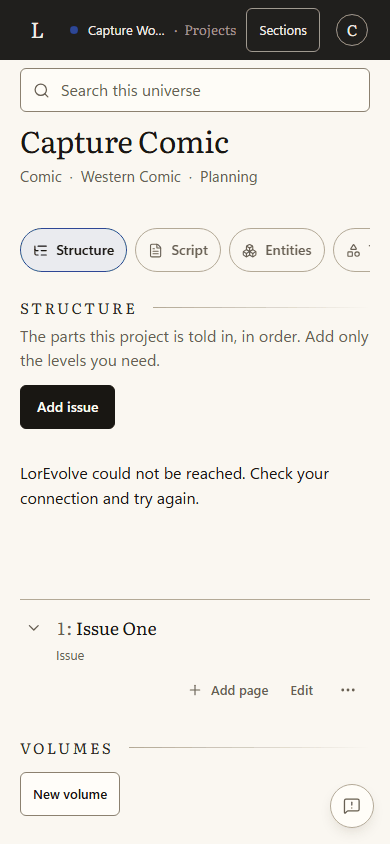 L
Capture Wo... · Projects
Sections
C
Search this universe
Capture Comic
Comic · Western Comic · Planning
Structure
Script
Entities
STRUCTURE
The parts this project is told in, in order. Add only
the levels you need.
Add issue
LorEvolve could not be reached. Check your
connection and try again.
1: Issue One
Issue
Add page
Edit
VOLUMES
New volume